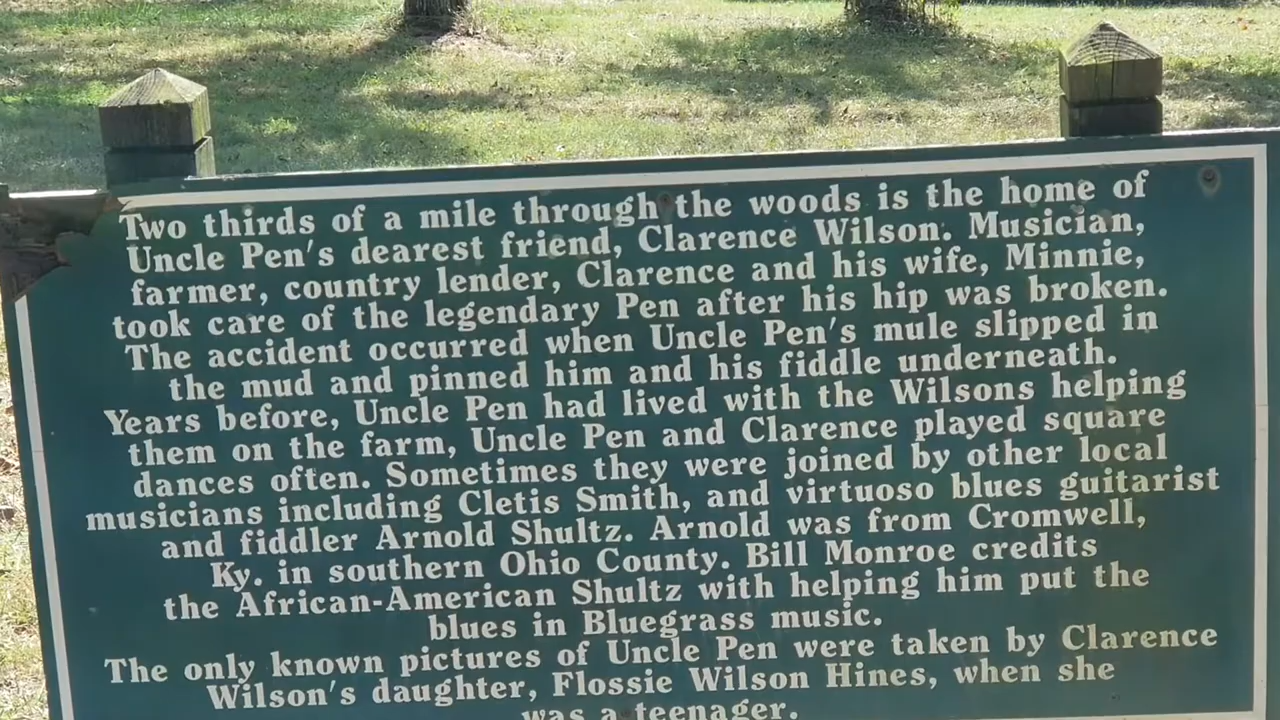 Two thirds of a mile through the woods is the home of
Uncle Pen's dearest friend, Clarence Wilson. Musician,
farmer, country lender, Clarence and his wife, Minnie,
took care of the legendary Pen after his hip was broken.
The accident occurred when Uncle Pen's mule slipped in
the mud and pinned him and his fiddle underneath.
Years before, Uncle Pen had lived with the Wilsons helping
them on the farm, Uncle Pen and Clarence played square
dances often. Sometimes they were joined by other local
musicians including Cletis Smith, and virtuoso blues guitarist
and fiddler Arnold Shultz. Arnold was from Cromwell,
Ky. in southern Ohio County. Bill Monroe credits
the African-American Shultz with helping him put the
blues in Bluegrass music.
The only known pictures of Uncle Pen were taken by Clarence
Wilson's daughter, Flossie Wilson Hines, when she
was a teenager.